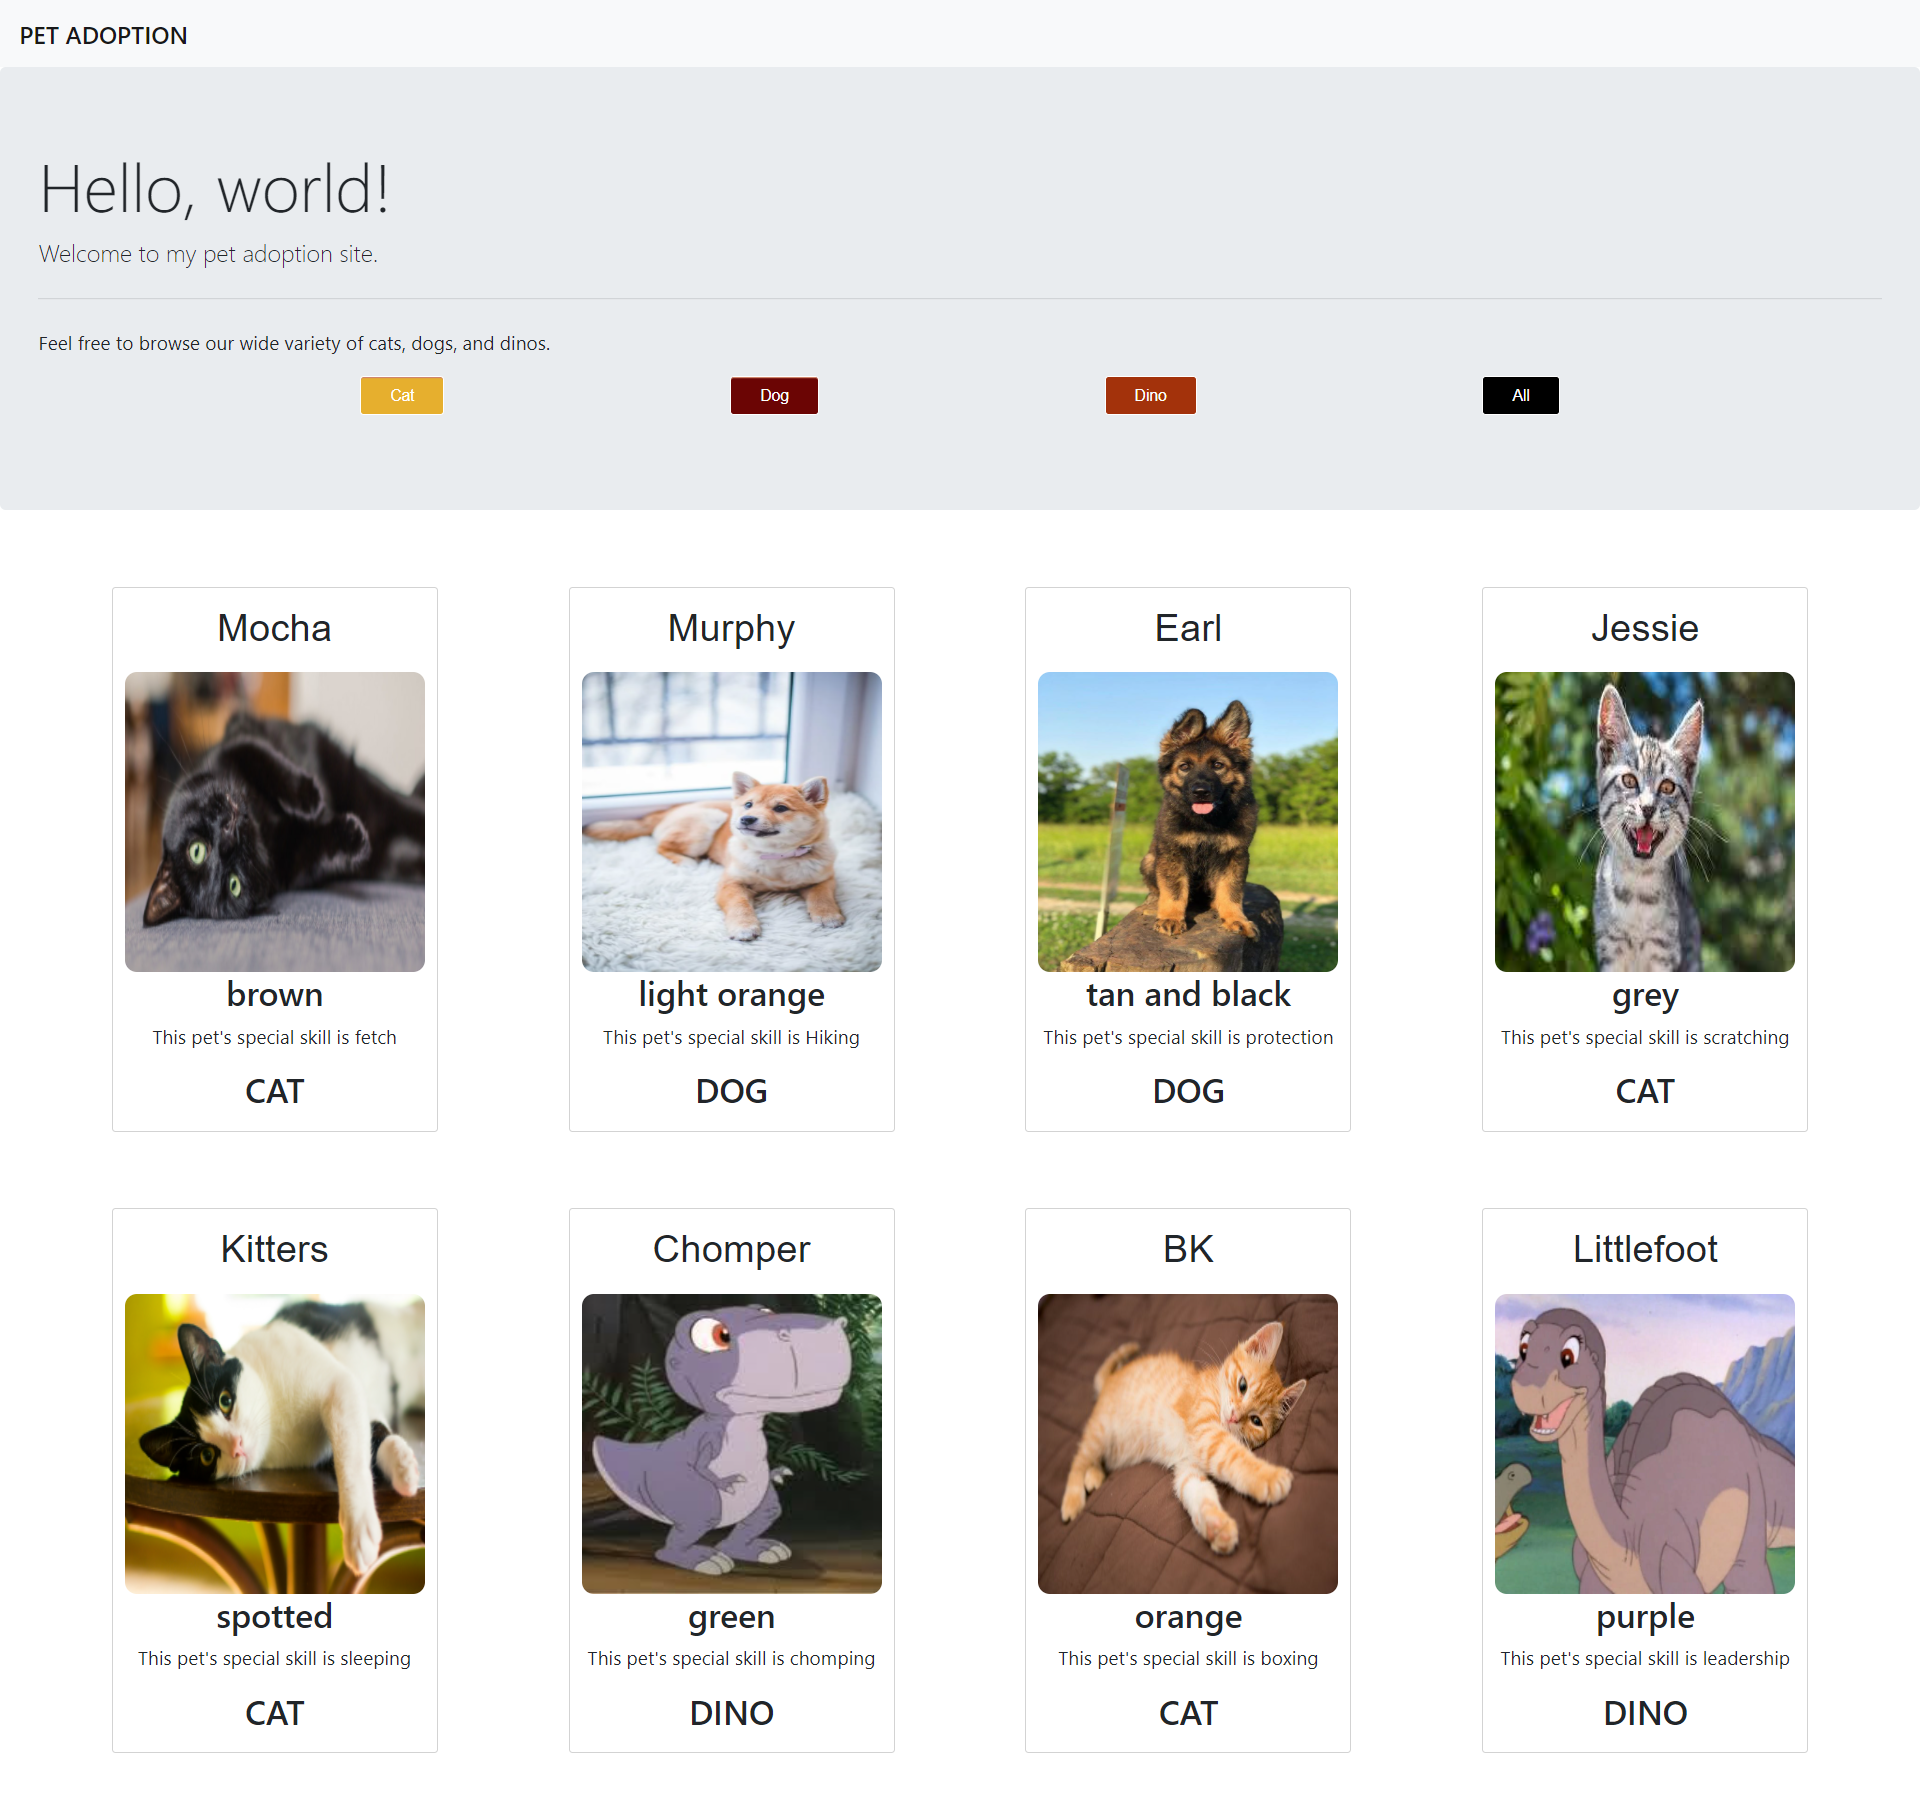 PET ADOPTION
Hello, world!
Welcome to my pet adoption site.
Feel free to browse our wide variety of cats, dogs, and dinos.
Cat
Dog
Dino
All
Mocha
brown
This pet's special skill is fetch
CAT
Murphy
light orange
This pet's special skill is Hiking
DOG
Earl
tan and black
This pet's special skill is protection
DOG
Jessie
grey
This pet's special skill is scratching
CAT
Kitters
spotted
This pet's special skill is sleeping
CAT
Chomper
green
This pet's special skill is chomping
DINO
BK
orange
This pet's special skill is boxing
CAT
Littlefoot
purple
This pet's special skill is leadership
DINO